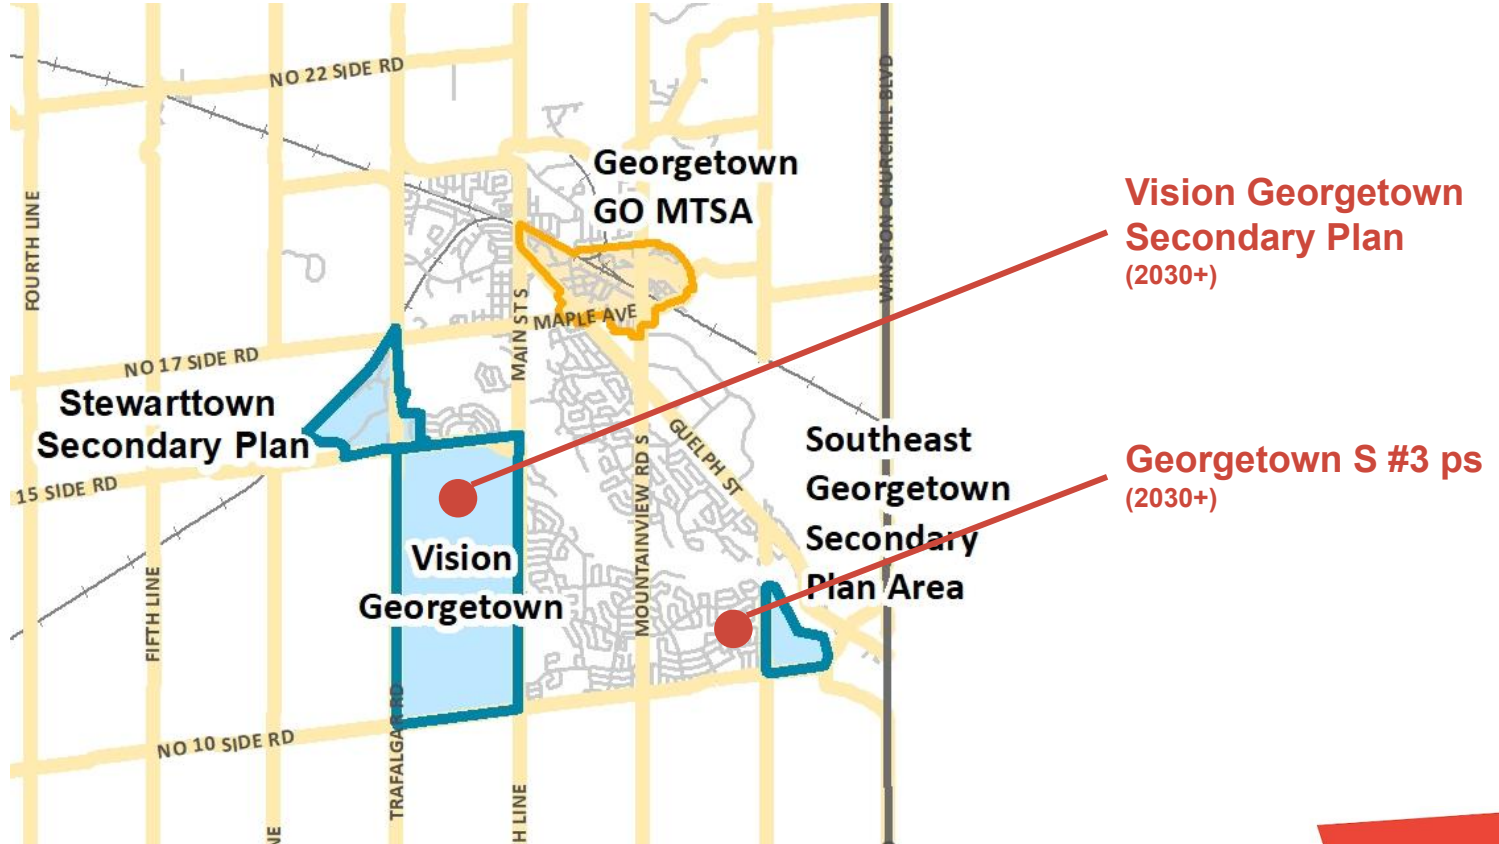 NO 22 SIDE RD
Georgetown
GO MTSA
WINSTON CHURCHILL BLVD
Vision Georgetown
Secondary Plan
(2030+)
FOURTH LINE
MAIN ST S
MAPLE AVE
NO 17 SIDE RD
Stewarttown
Secondary Plan
15 SIDE RD
GUELPH ST
MOUNTAINVIEW RD S
Southeast
Georgetown
Secondary
Plan Area
Georgetown S #3 ps
(2030+)
Vision
Georgetown
FIFTH LINE
TRAFALGAR RD
NO 10 SIDE RD
NE
H LINE